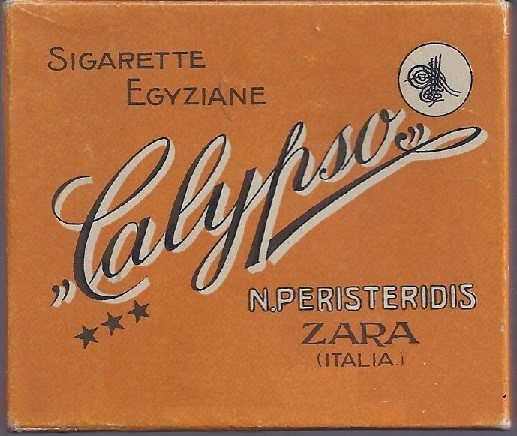 SIGARETTE
EGYZIANE
„Calypso”
N.PERISTERIDIS
ZARA
(ITALIA.)